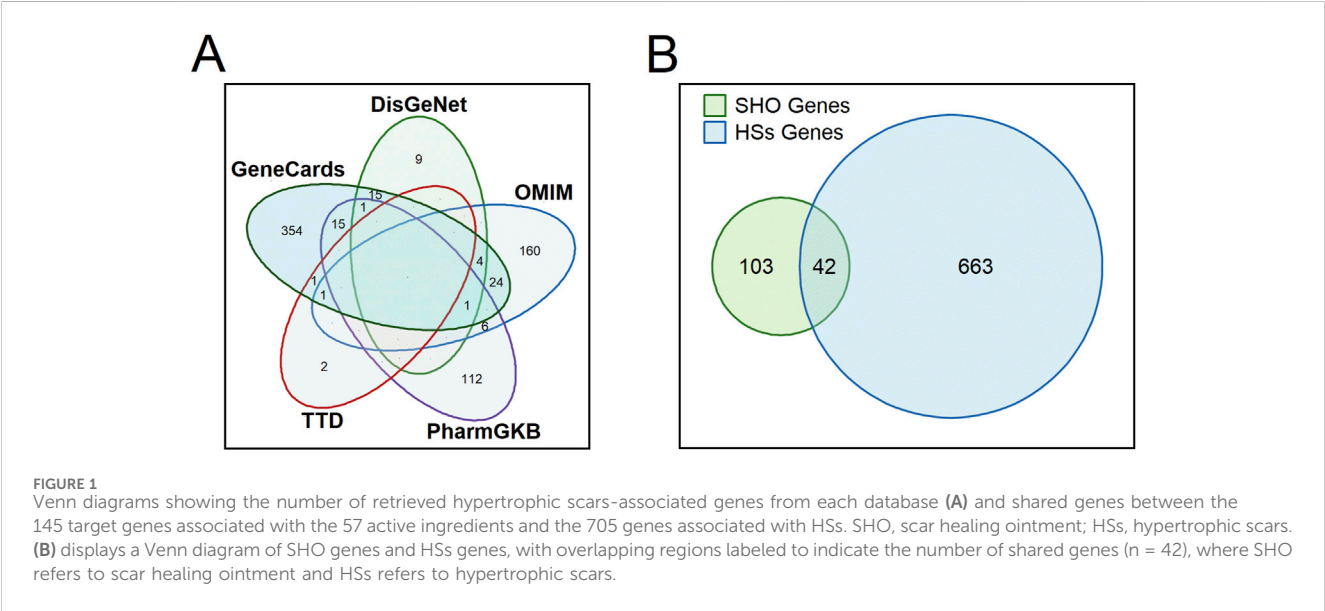 A
DisGeNet
9
GeneCards
OMIM
15
1
354
15
160
4
24
1
1
1
6
2
112
TTD
PharmGKB
B
SHO Genes
HSs Genes
103
42
663
FIGURE 1
Venn diagrams showing the number of retrieved hypertrophic scars-associated genes from each database (A) and shared genes between the
145 target genes associated with the 57 active ingredients and the 705 genes associated with HSs. SHO, scar healing ointment; HSs, hypertrophic scars.
(B) displays a Venn diagram of SHO genes and HSs genes, with overlapping regions labeled to indicate the number of shared genes (n = 42), where SHO
refers to scar healing ointment and HSs refers to hypertrophic scars.